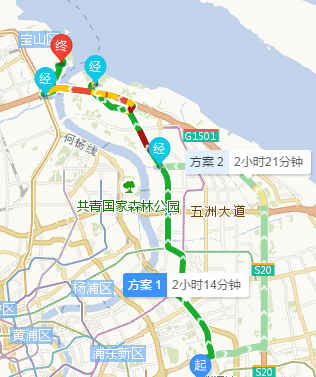 宝山区
终
经
经
G1501
何杨线
经
方案 2 2小时21分钟
共青国家森林公园
五洲大道
S20
方案 1 2小时14分钟
杨浦区
区
黄浦区
浦东新区
起
S20